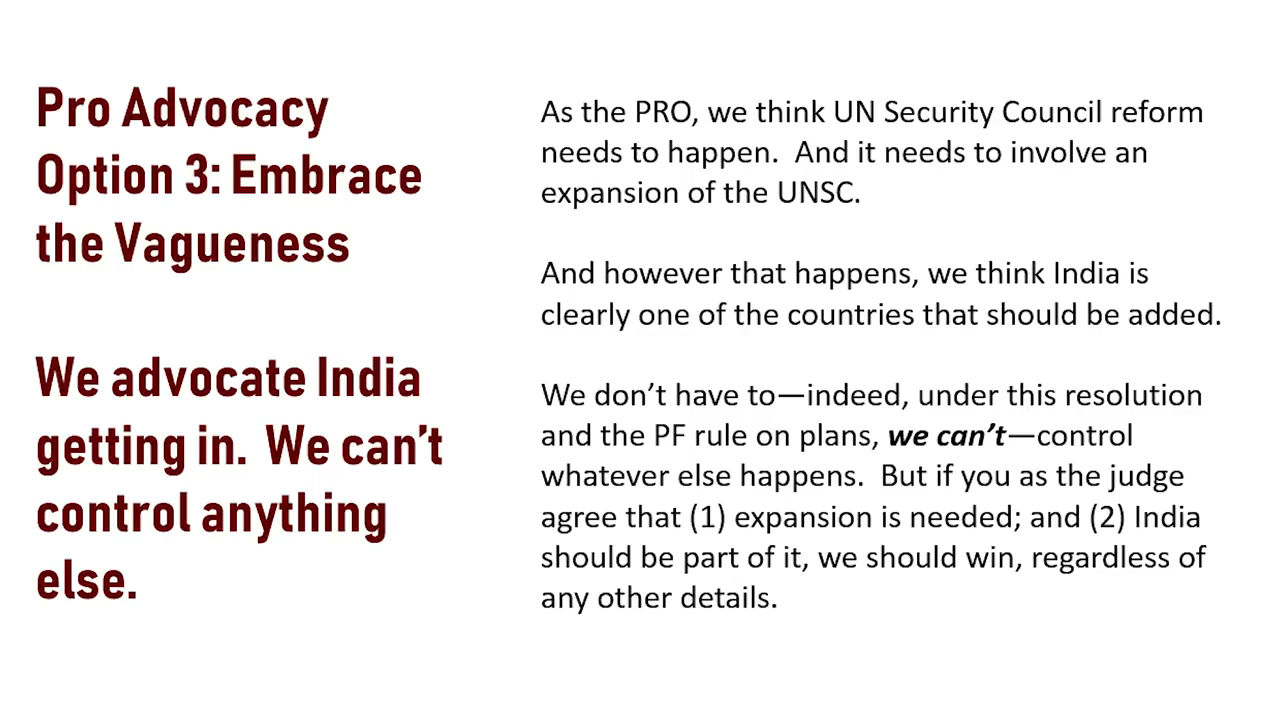 Pro Advocacy
Option 3: Embrace
the Vagueness
We advocate India
getting in.  We can’t
control anything
else.
As the PRO, we think UN Security Council reform
needs to happen.  And it needs to involve an
expansion of the UNSC.
And however that happens, we think India is
clearly one of the countries that should be added.
We don’t have to—indeed, under this resolution
and the PF rule on plans, we can’t—control
whatever else happens.  But if you as the judge
agree that (1) expansion is needed; and (2) India
should be part of it, we should win, regardless of
any other details.